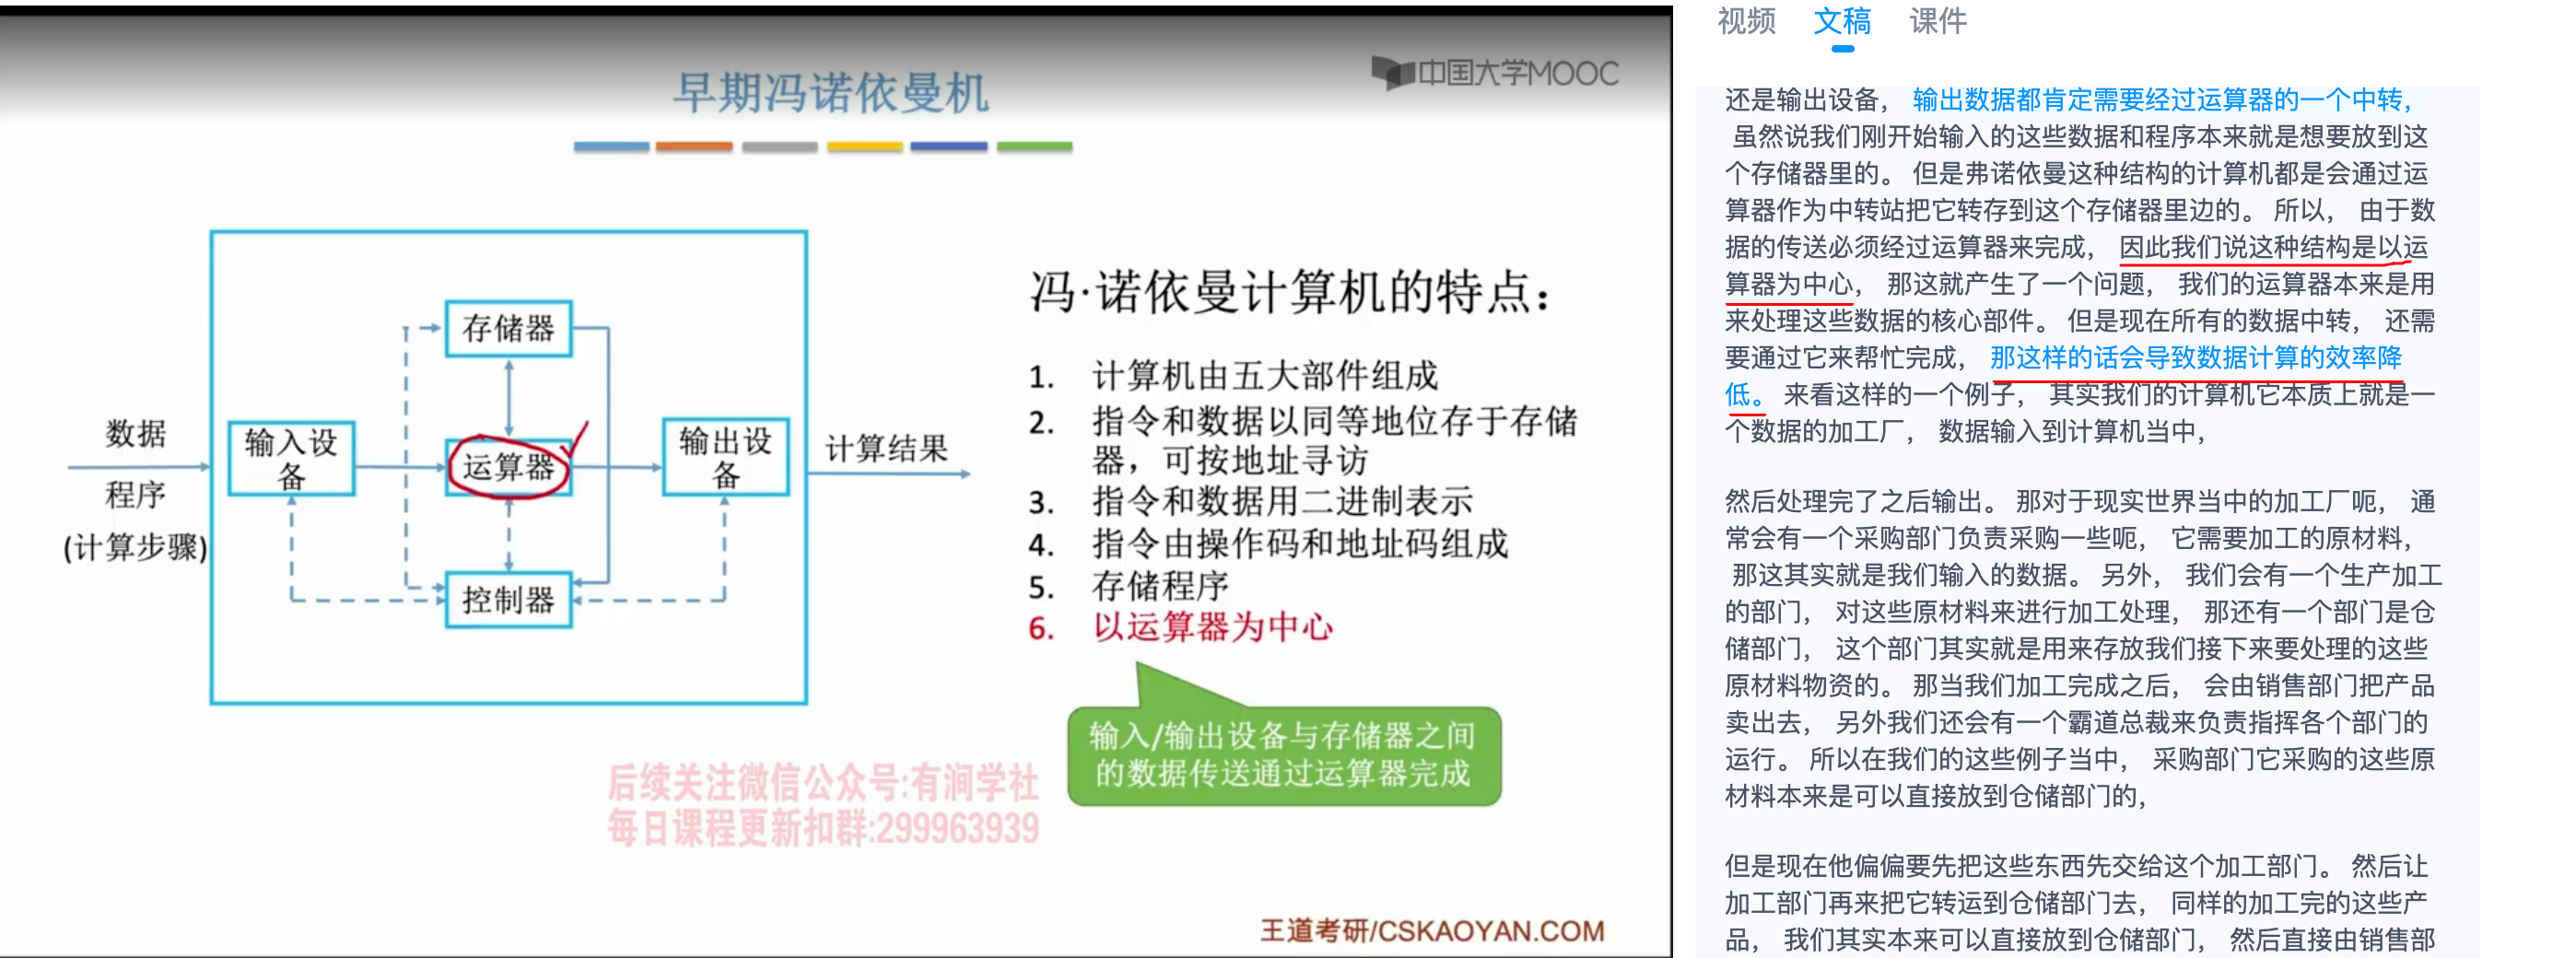 早期冯诺依曼机
中国大学MOOC
数据
程序
(计算步骤)
输入设
备
存储器
运算器
控制器
输出设
备
计算结果
冯·诺依曼计算机的特点：
1. 计算机由五大部件组成
2. 指令和数据以同等地位存于存储
器，可按地址寻访
3. 指令和数据用二进制表示
4. 指令由操作码和地址码组成
5. 存储程序
6. 以运算器为中心
输入/输出设备与存储器之间
的数据传送通过运算器完成
后续关注微信公众号:有涧学社
每日课程更新扣群:299963939
王道考研/CSKAOYAN.COM
视频 文稿 课件
还是输出设备， 输出数据都肯定需要经过运算器的一个中转，
虽然说我们刚开始输入的这些数据和程序本来就是想要放到这
个存储器里的。 但是弗诺依曼这种结构的计算机都是会通过运
算器作为中转站把它转存到这个存储器里边的。 所以， 由于数
据的传送必须经过运算器来完成， 因此我们说这种结构是以运
算器为中心， 那这就产生了一个问题， 我们的运算器本来是用
来处理这些数据的核心部件。 但是现在所有的数据中转， 还需
要通过它来帮忙完成， 那这样的话会导致数据计算的效率降
低。 来看这样的一个例子， 其实我们的计算机它本质上就是一
个数据的加工厂， 数据输入到计算机当中，
然后处理完了之后输出。 那对于现实世界当中的加工厂呃， 通
常会有一个采购部门负责采购一些呃， 它需要加工的原材料，
那这其实就是我们输入的数据。 另外， 我们会有一个生产加工
的部门， 对这些原材料来进行加工处理， 那还有一个部门是仓
储部门， 这个部门其实就是用来存放我们接下来要处理的这些
原材料物资的。 那当我们加工完成之后， 会由销售部门把产品
卖出去， 另外我们还会有一个霸道总裁来负责指挥各个部门的
运行。 所以在我们的这些例子当中， 采购部门它采购的这些原
材料本来是可以直接放到仓储部门的，
但是现在他偏偏要先把这些东西先交给这个加工部门。 然后让
加工部门再来把它转运到仓储部门去， 同样的加工完的这些产
品， 我们其实本来可以直接放到仓储部门， 然后直接由销售部